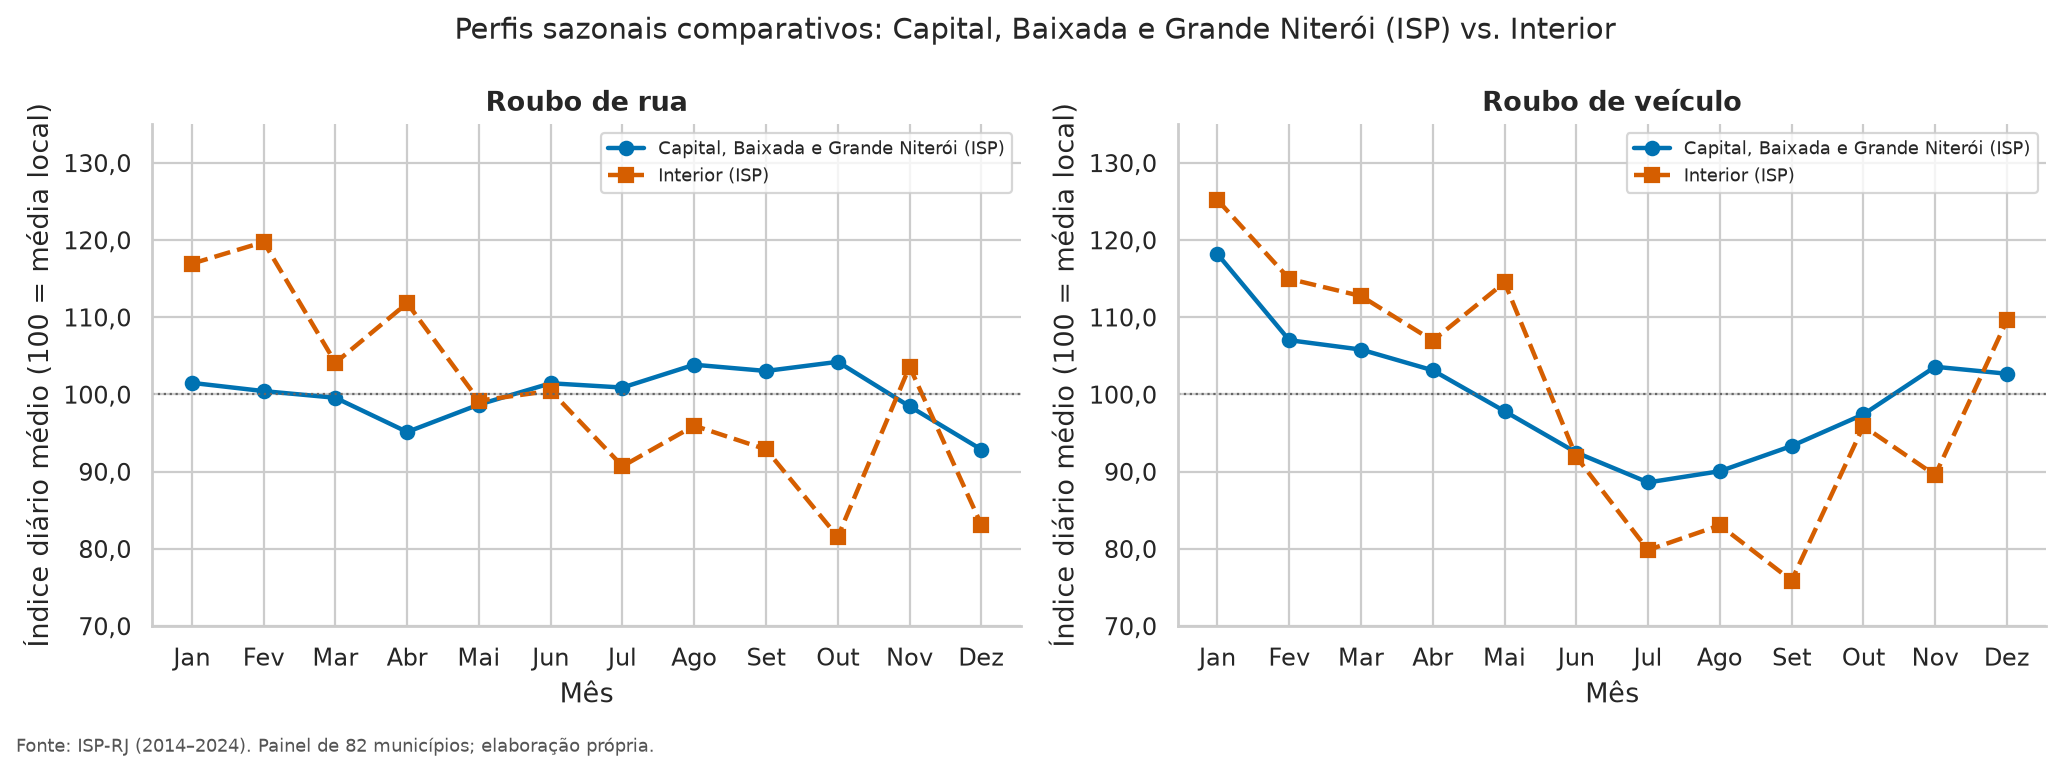 Perfis sazonais comparativos: Capital, Baixada e Grande Niterói (ISP) vs. Interior
Roubo de rua
Índice diário médio (100 = média local)
130,0
120,0
110,0
100,0
90,0
80,0
70,0
Capital, Baixada e Grande Niterói (ISP)
Interior (ISP)
Jan Fev Mar Abr Mai Jun Jul Ago Set Out Nov Dez
Mês
Roubo de veículo
Índice diário médio (100 = média local)
130,0
120,0
110,0
100,0
90,0
80,0
70,0
Capital, Baixada e Grande Niterói (ISP)
Interior (ISP)
Jan Fev Mar Abr Mai Jun Jul Ago Set Out Nov Dez
Mês
Fonte: ISP-RJ (2014–2024). Painel de 82 municípios; elaboração própria.